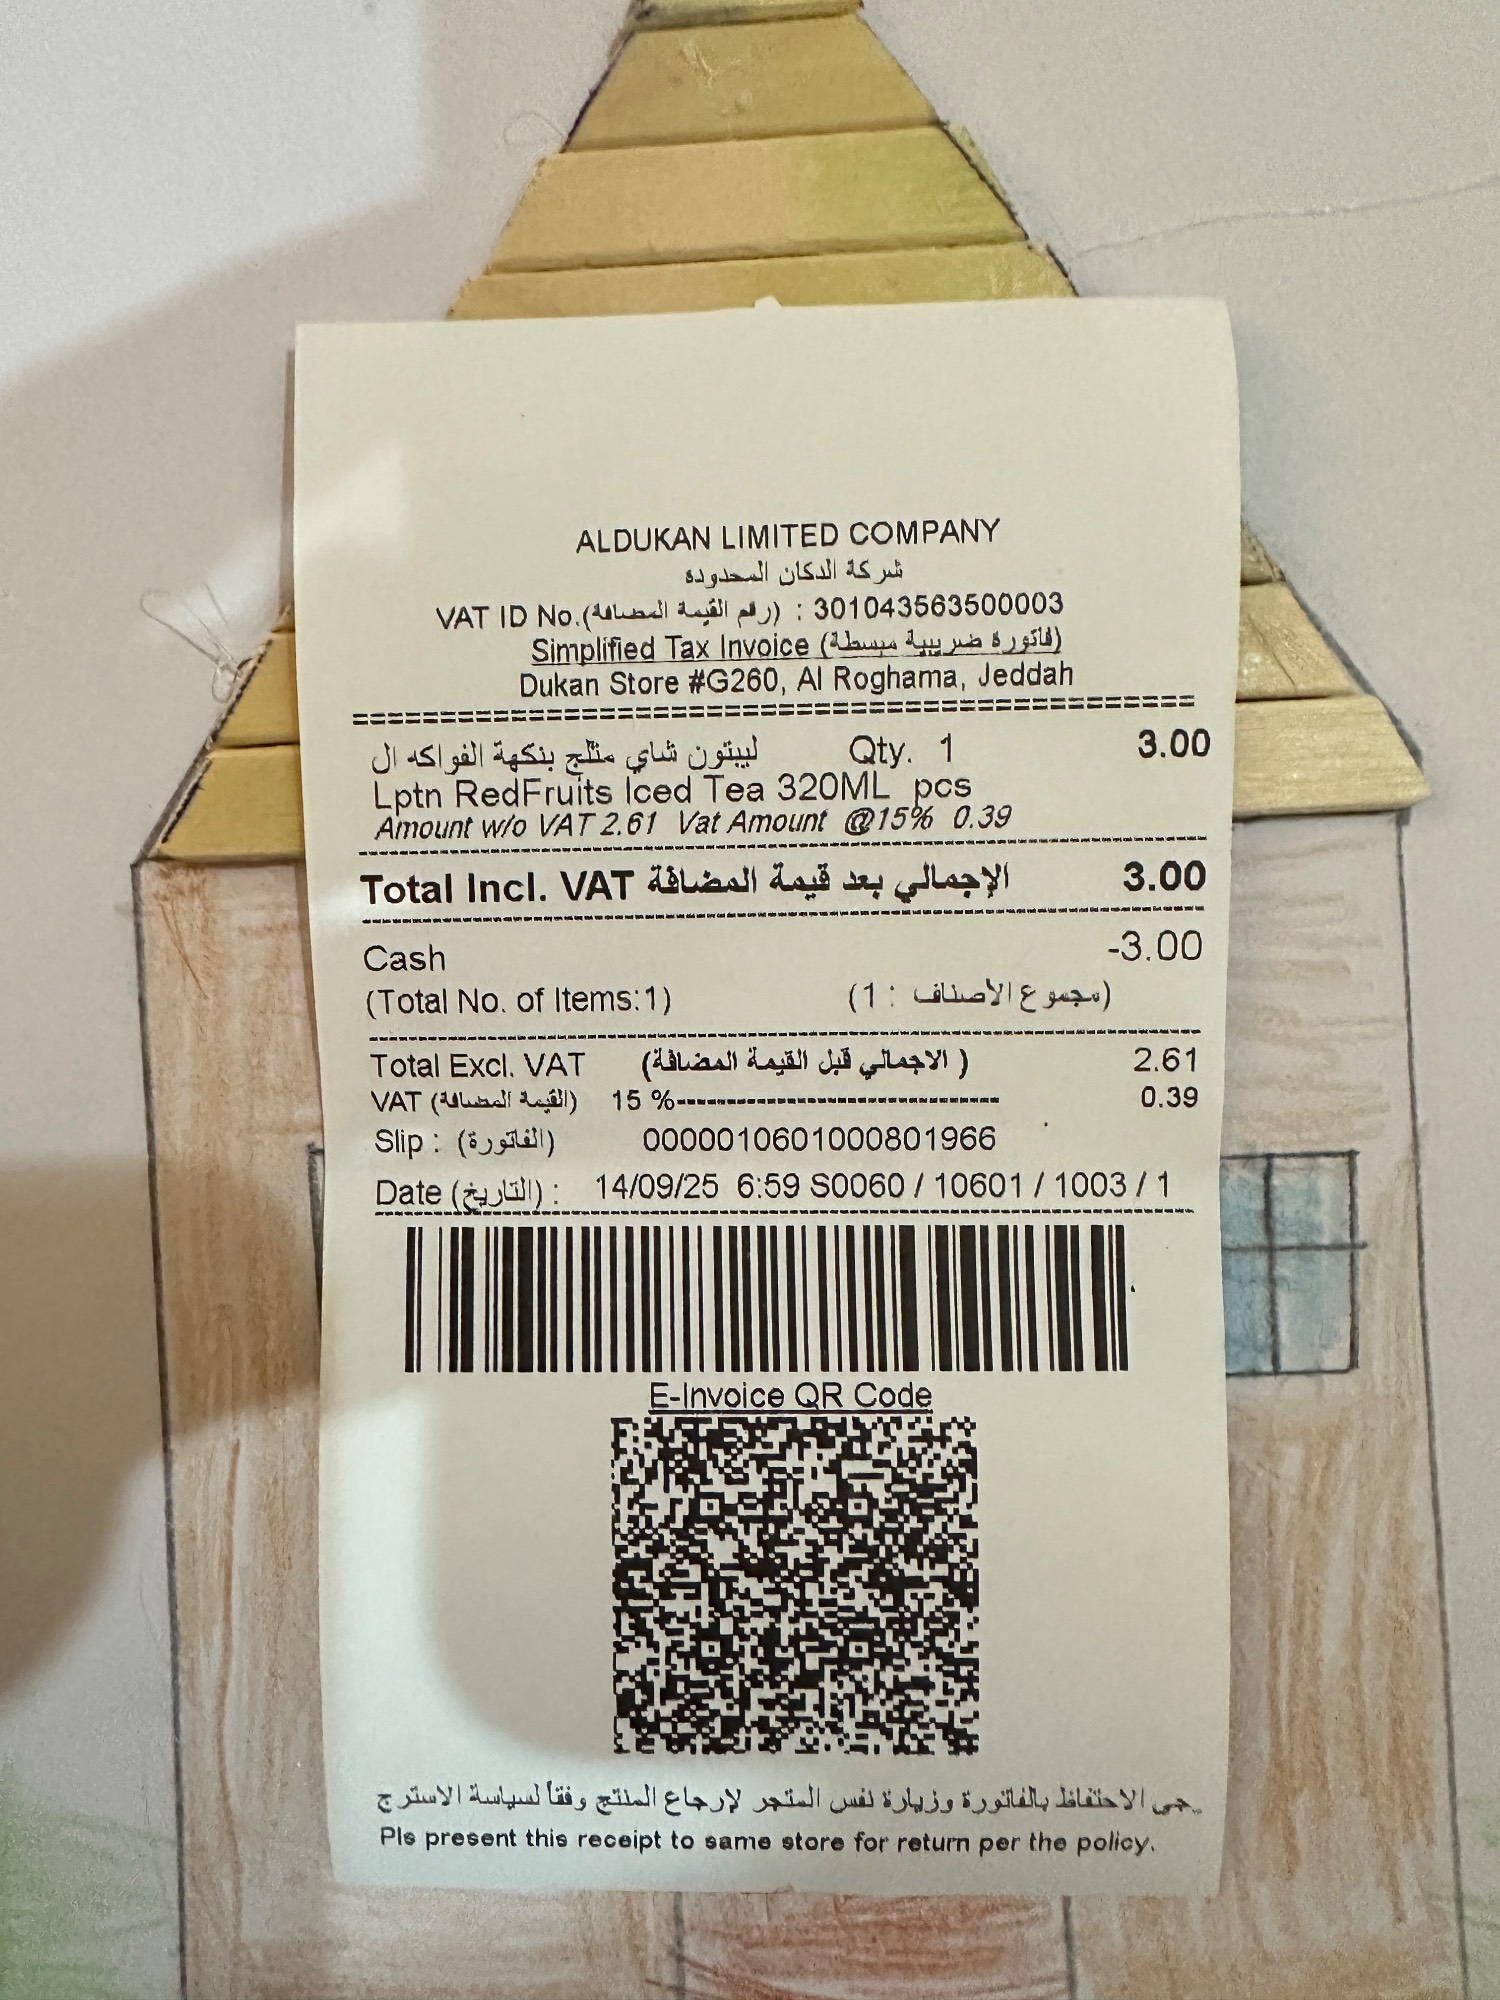 ALDUKAN LIMITED COMPANY
شركة الدكان المحدوده
VAT ID No.(رقم القيمة المضافة) : 301043563500003
Simplified Tax Invoice (فاتورة ضريبية مبسطة)
Dukan Store #G260, Al Roghama, Jeddah
==========================================
ليبتون شاي مثلج بنكهة الفواكه ال Qty. 1 3.00
Lptn RedFruits Iced Tea 320ML pcs
Amount w/o VAT 2.61 Vat Amount @15% 0.39
Total Incl. VAT الإجمالي بعد قيمة المضافة 3.00
Cash -3.00
(Total No. of Items:1) (مجموع الأصناف : 1)
Total Excl. VAT (الاجمالي قبل القيمة المضافة ) 2.61
VAT (القيمة المضافة) 15 %-------------------------------- 0.39
Slip : (الفاتورة) 0000010601000801966
Date (التاريخ) : 14/09/25 6:59 S0060 / 10601 / 1003 / 1
E-Invoice QR Code
جى الاحتفاظ بالفاتورة وزيارة نفس المتجر لإرجاع المنتج وفقا لسياسة الاسترج
Pls present this receipt to same store for return per the policy.